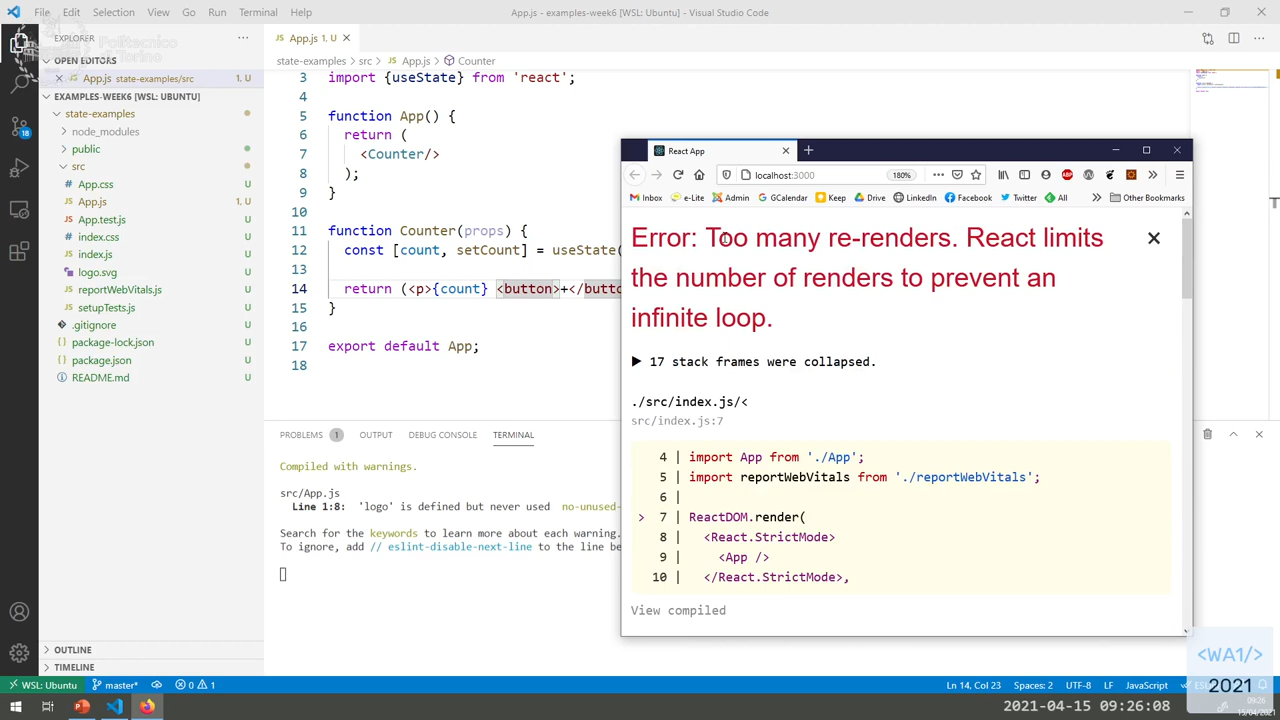 File Edit Selection View Go Run Terminal Help
App.js - examples-week6 [WSL: Ubuntu] - Visual Studio Code
Politecnico
di Torino
EXPLORER
OPEN EDITORS
App.js state-examples/src 1, U
EXAMPLES-WEEK6 [WSL: UBUNTU]
state-examples
node_modules
public
src
App.css U
App.js 1, U
App.test.js U
index.css U
index.js U
logo.svg U
reportWebVitals.js U
setupTests.js U
.gitignore U
package-lock.json U
package.json U
README.md U
OUTLINE
TIMELINE
18
App.js 1, U
state-examples > src > App.js > Counter
3 import {useState} from 'react';
4
5 function App() {
6 return (
7 <Counter/>
8 );
9 }
10
11 function Counter(props) {
12 const [count, setCount] = useState(
13
14 return (<p>{count} <button>+</butto
15 }
16
17 export default App;
18
PROBLEMS 1 OUTPUT DEBUG CONSOLE TERMINAL
Compiled with warnings.
src/App.js
Line 1:8: 'logo' is defined but never used no-unused-
Search for the keywords to learn more about each warning.
To ignore, add // eslint-disable-next-line to the line be
React App
localhost:3000 180%
Inbox e-Lite Admin GCalendar Keep Drive LinkedIn Facebook Twitter All Other Bookmarks
Error: Too many re-renders. React limits
the number of renders to prevent an
infinite loop.
17 stack frames were collapsed.
./src/index.js/<
src/index.js:7
4 | import App from './App';
5 | import reportWebVitals from './reportWebVitals';
6 |
> 7 | ReactDOM.render(
8 | <React.StrictMode>
9 | <App />
10 | </React.StrictMode>,
View compiled
WSL: Ubuntu master* 0 1
Ln 14, Col 23 Spaces: 2 UTF-8 LF JavaScript
<WA1/>
2021
2021-04-15 09:26:08
09:26
15/04/2021